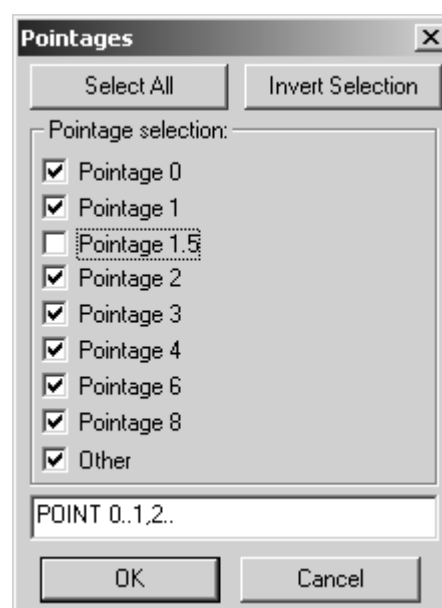 Pointages
Select All Invert Selection
Pointage selection:
Pointage 0
Pointage 1
Pointage 1.5
Pointage 2
Pointage 3
Pointage 4
Pointage 6
Pointage 8
Other
POINT 0..1,2..
OK Cancel